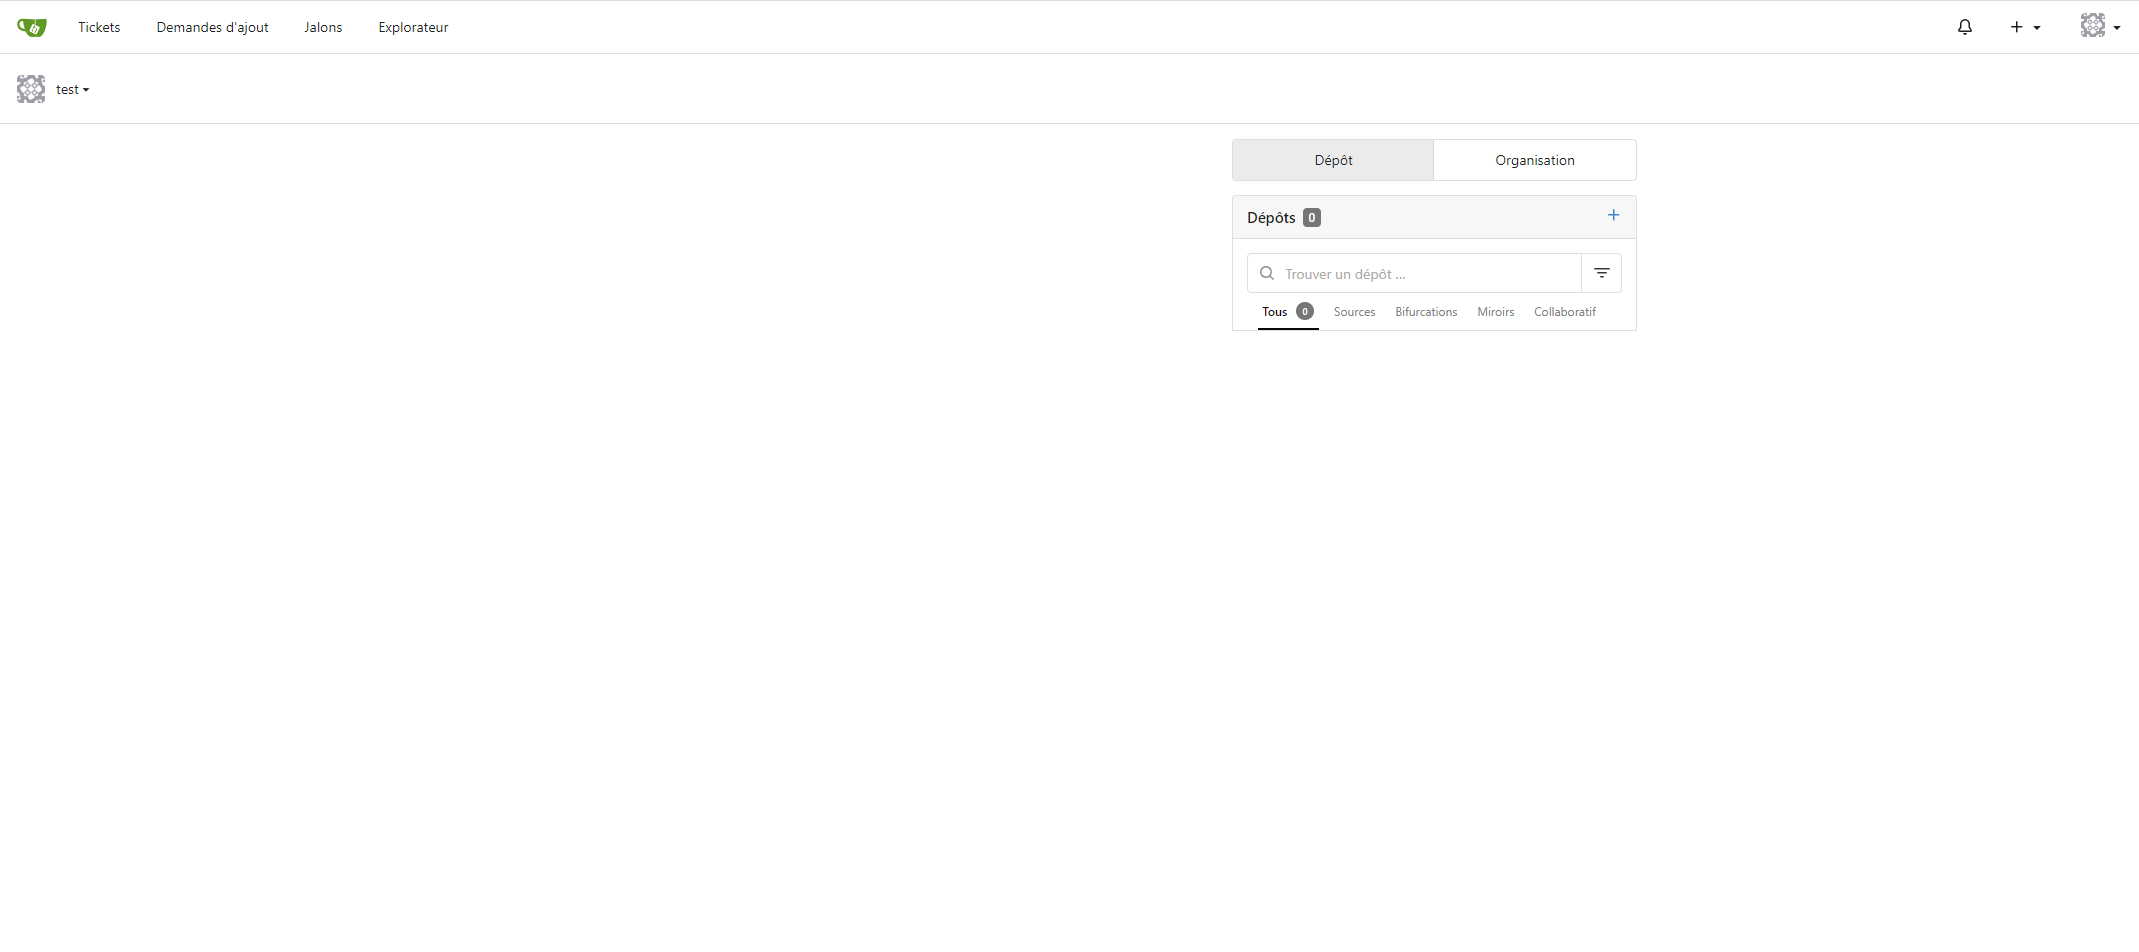 Tickets Demandes d'ajout Jalons Explorateur
test
Dépôt Organisation
Dépôts 0
Trouver un dépôt ...
Tous 0 Sources Bifurcations Miroirs Collaboratif